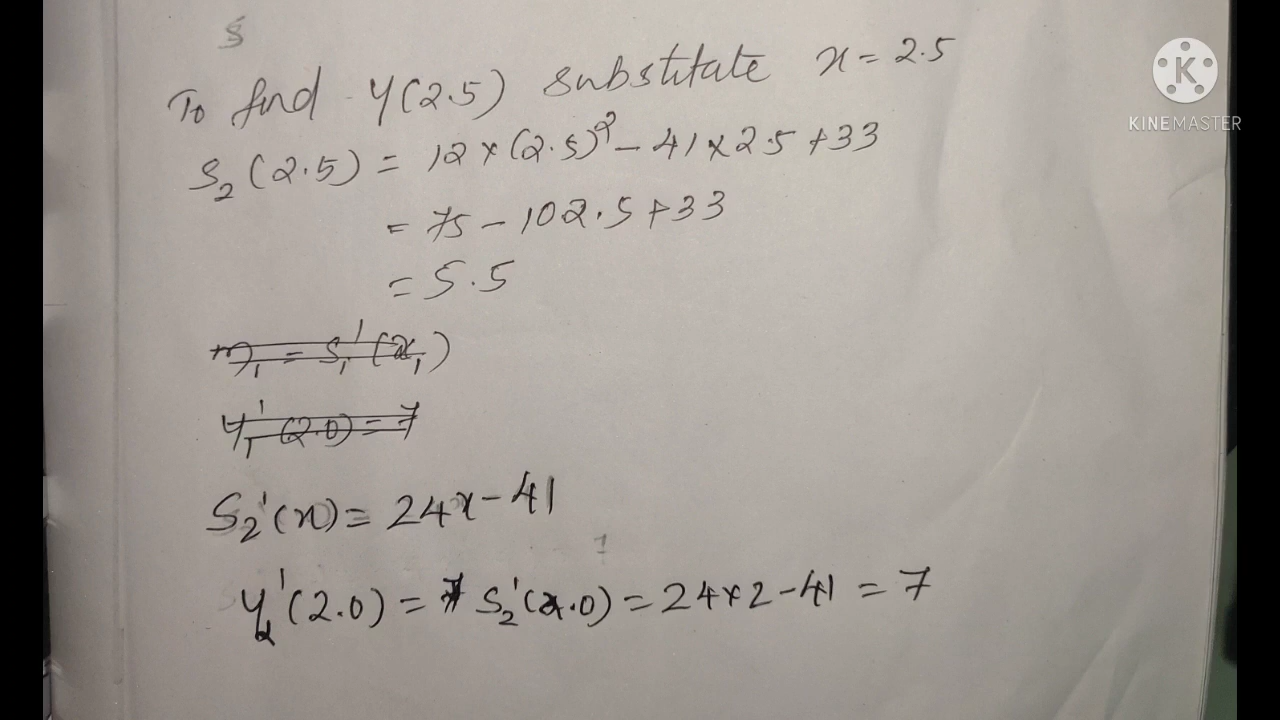 To find Y(2.5) substitute x = 2.5
S₂(2.5) = 12 × (2.5)² - 41 × 2.5 + 33
= 75 - 102.5 + 33
= 5.5
m₁ = S₁'(x₁)
Y₁'(2.0) = 7
S₂'(x) = 24x - 41
Y₂'(2.0) = S₂'(2.0) = 24 × 2 - 41 = 7
K
KINEMASTER